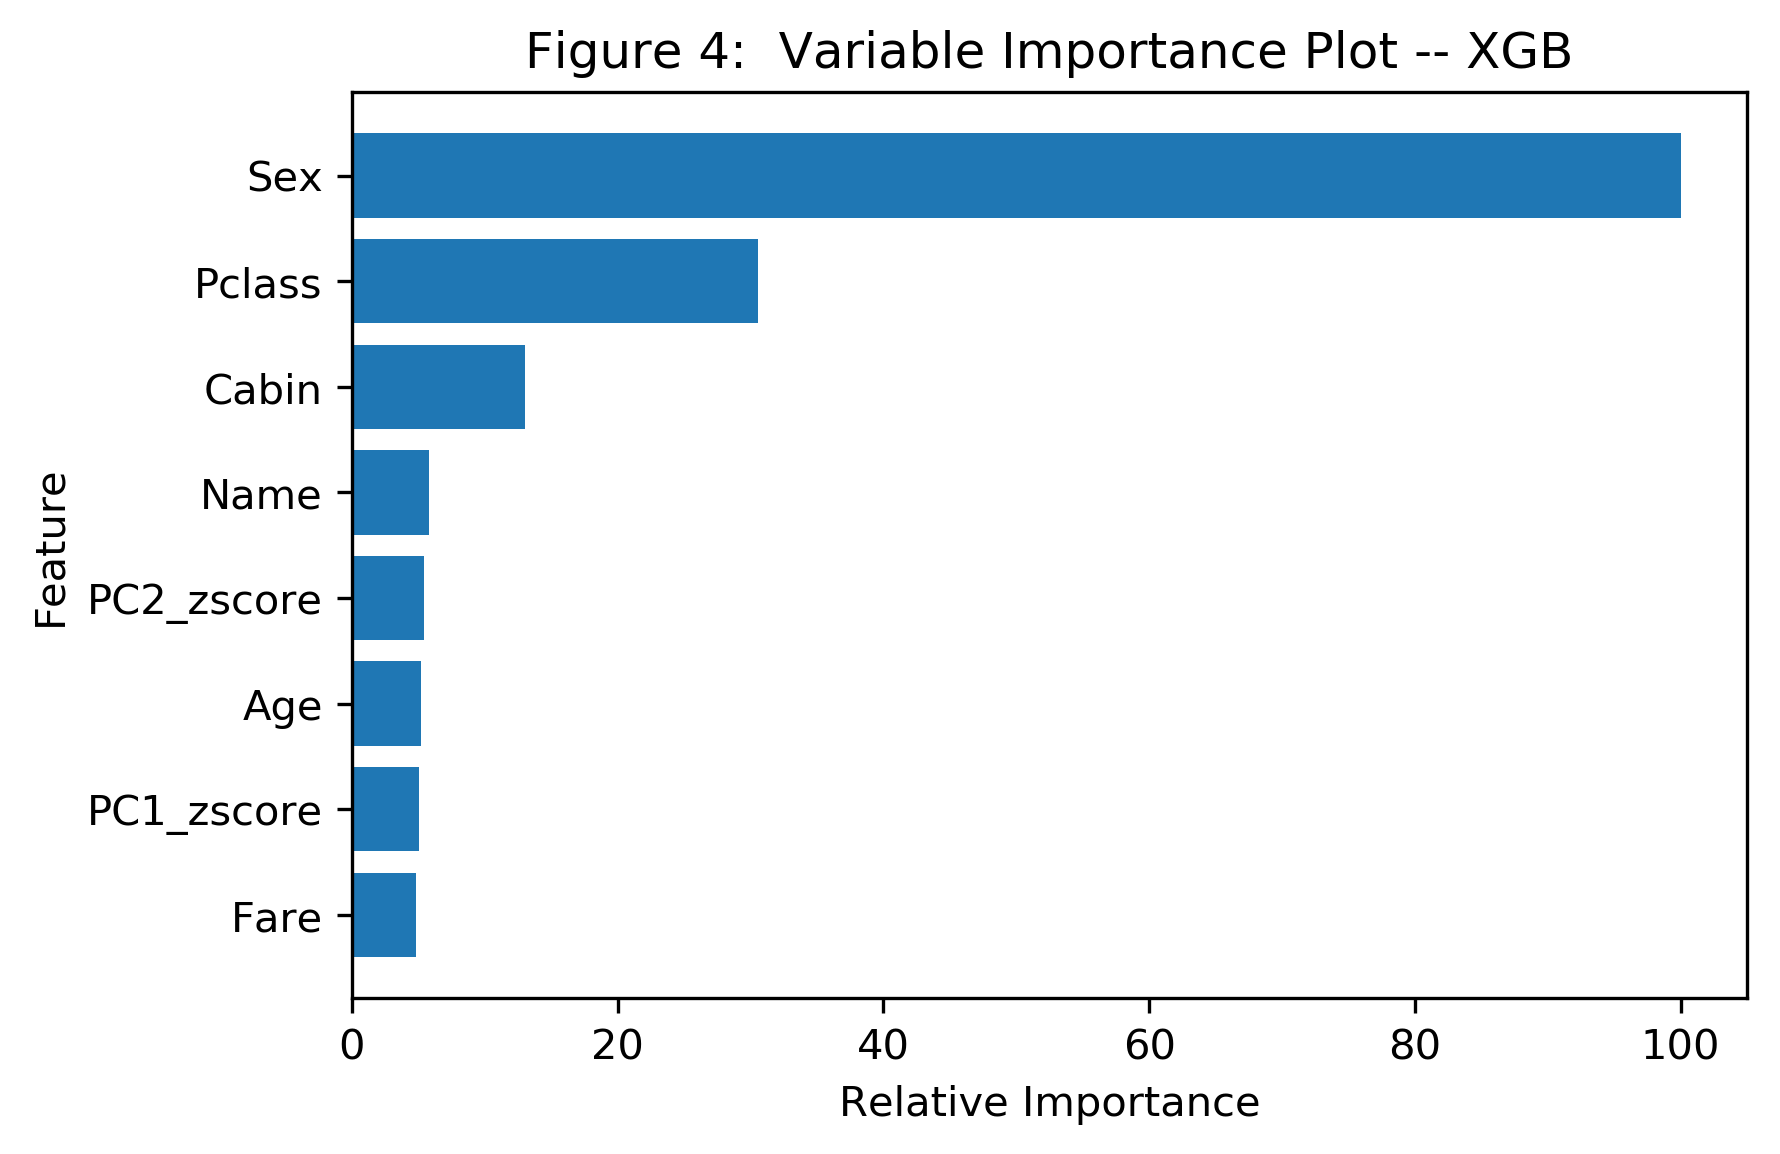 Figure 4:  Variable Importance Plot -- XGB
Feature
Sex
Pclass
Cabin
Name
PC2_zscore
Age
PC1_zscore
Fare
0 20 40 60 80 100
Relative Importance